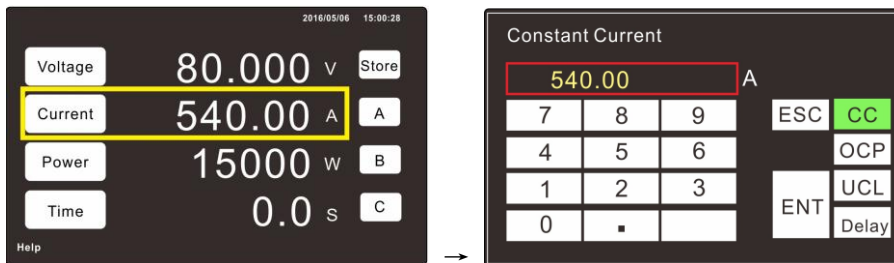 2016/05/06 15:00:28
Voltage 80.000 V Store
Current 540.00 A A
Power 15000 W B
Time 0.0 S C
Help
→
Constant Current
540.00 A
7 8 9 ESC CC
4 5 6 OCP
1 2 3 UCL
ENT
0 . Delay